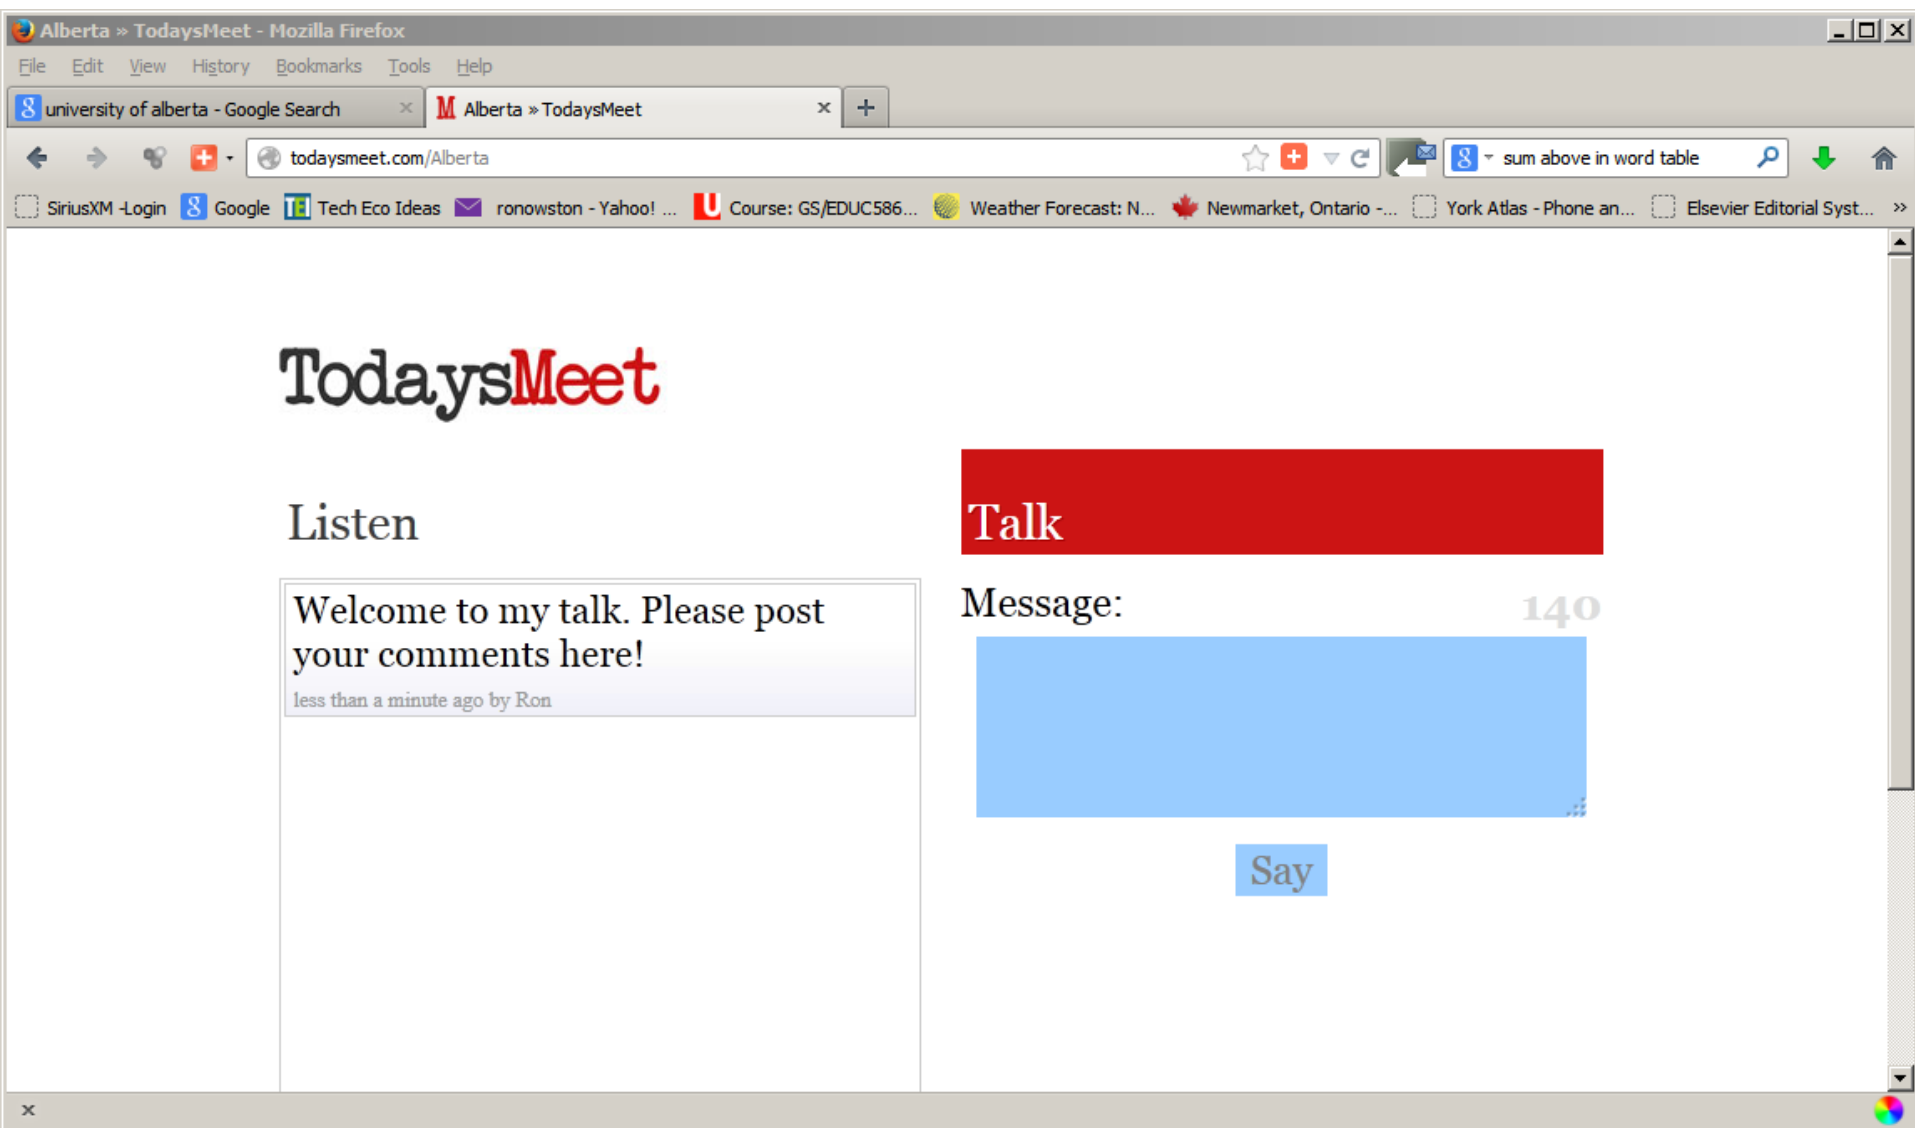 Alberta » TodaysMeet - Mozilla Firefox
File Edit View History Bookmarks Tools Help
university of alberta - Google Search Alberta » TodaysMeet
todaysmeet.com/Alberta sum above in word table
SiriusXM -Login Google Tech Eco Ideas ronowston - Yahoo! ... Course: GS/EDUC586... Weather Forecast: N... Newmarket, Ontario -... York Atlas - Phone an... Elsevier Editorial Syst... »
TodaysMeet
Listen
Talk
Welcome to my talk. Please post
your comments here!
less than a minute ago by Ron
Message: 140
Say